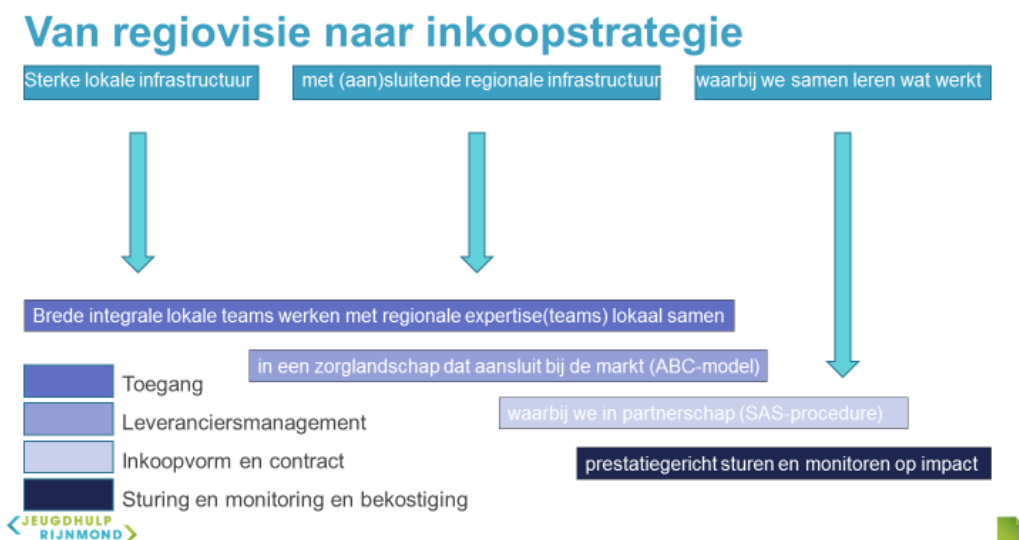 Van regiovisie naar inkoopstrategie
Sterke lokale infrastructuur
met (aan)sluitende regionale infrastructuur
waarbij we samen leren wat werkt
Brede integrale lokale teams werken met regionale expertise(teams) lokaal samen
in een zorglandschap dat aansluit bij de markt (ABC-model)
waarbij we in partnerschap (SAS-procedure)
prestatiegericht sturen en monitoren op impact
Toegang
Leveranciersmanagement
Inkoopvorm en contract
Sturing en monitoring en bekostiging
JEUGDHULP
RIJNMOND